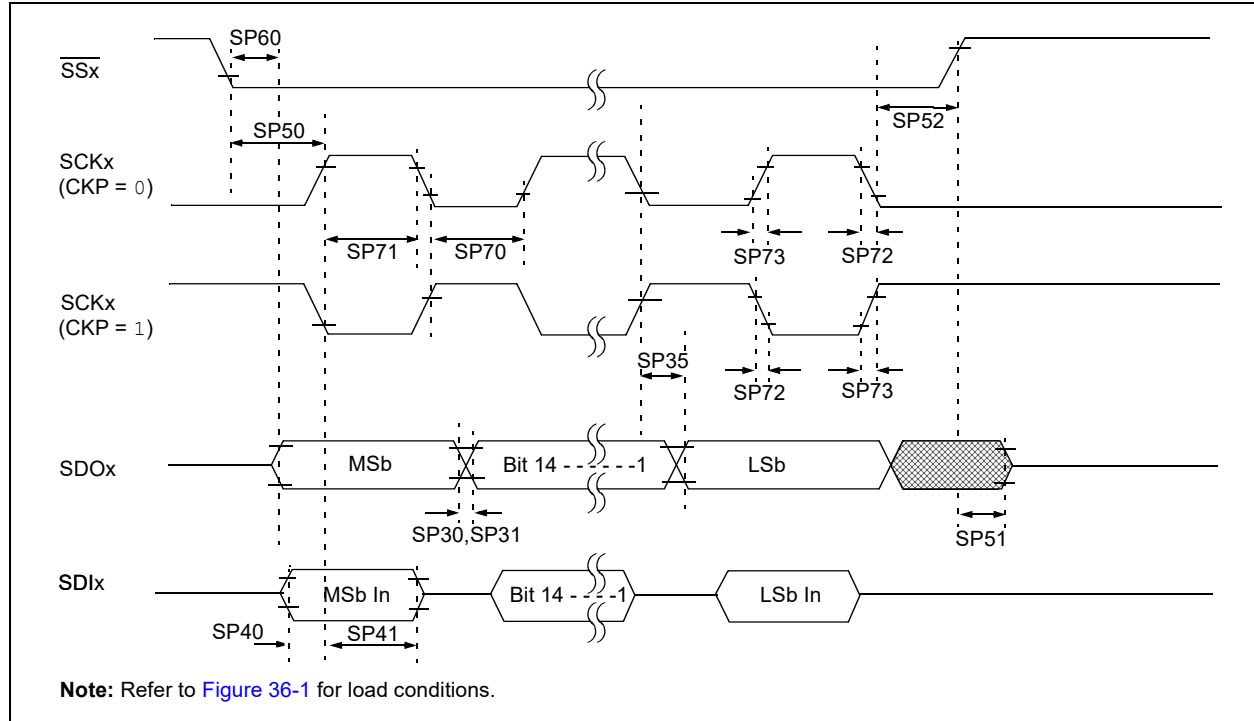 SP60
SSx
SP50
SP52
SCKx
(CKP = 0)
SP71
SP70
SP73
SP72
SCKx
(CKP = 1)
SP35
SP72
SP73
SDOx
MSb
Bit 14 - - - - - -1
LSb
SP30,SP31
SP51
SDIx
MSb In
Bit 14 - - - - -1
LSb In
SP40
SP41
Note: Refer to Figure 36-1 for load conditions.